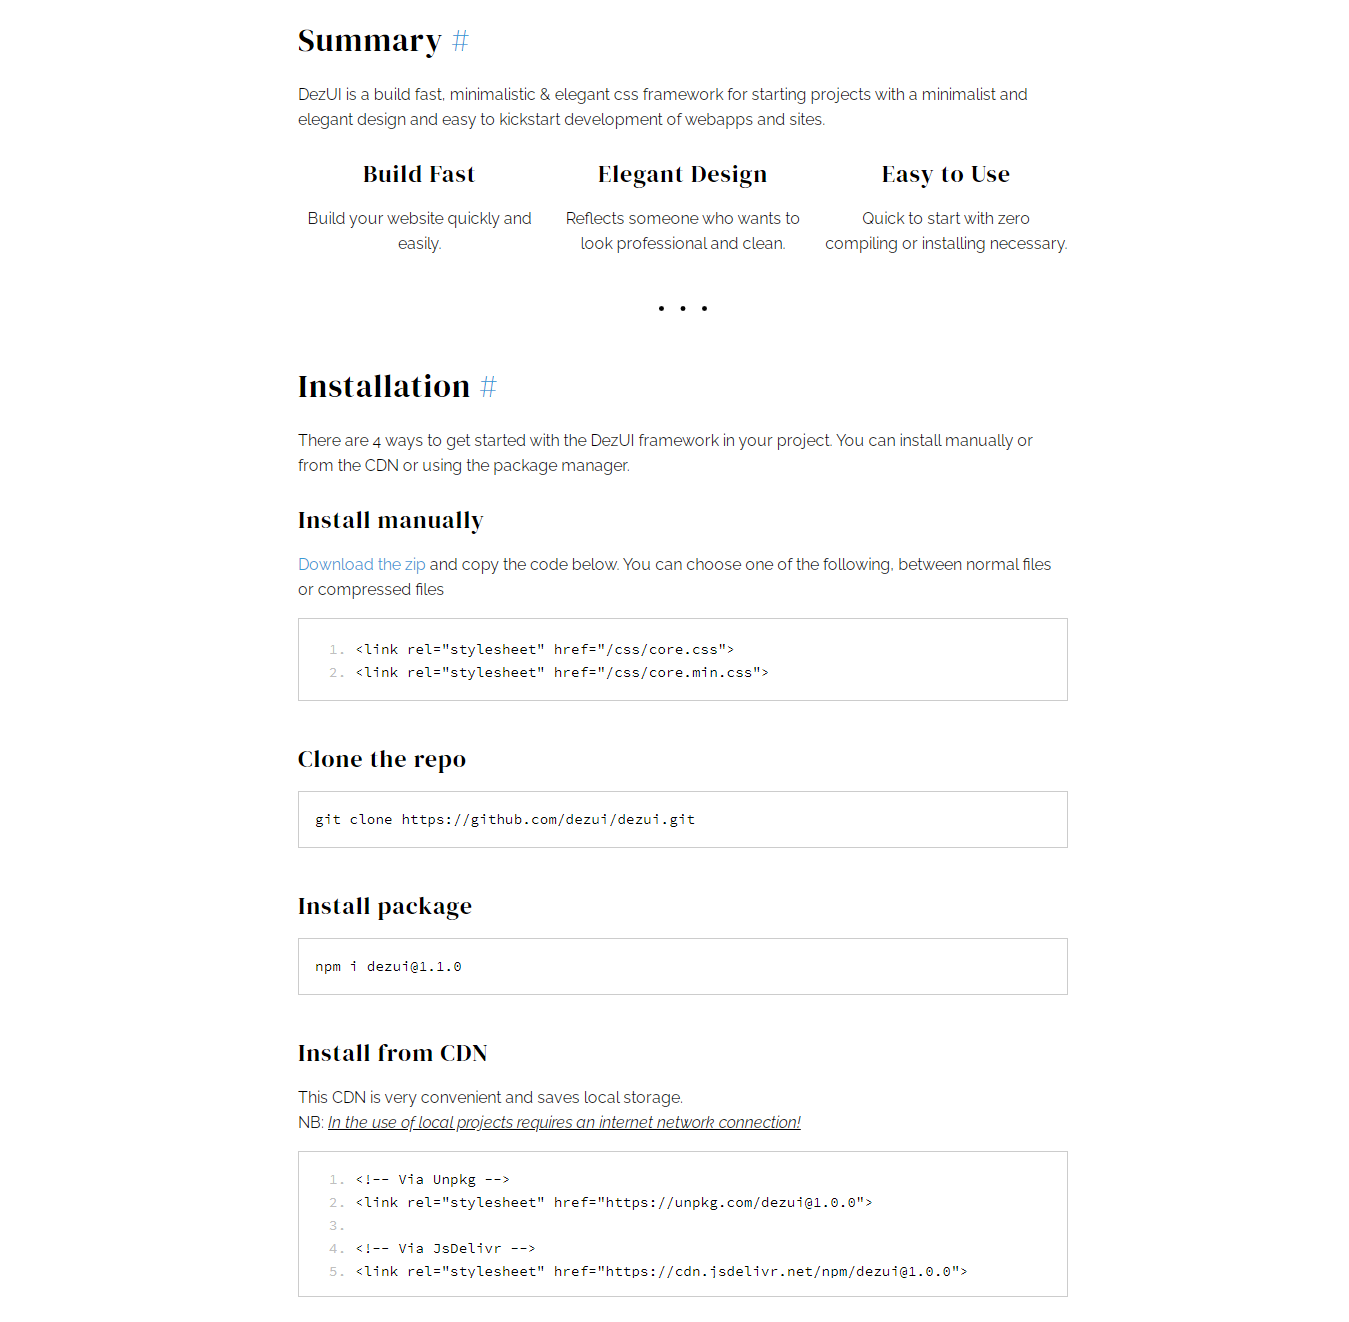 Summary #
DezUI is a build fast, minimalistic & elegant css framework for starting projects with a minimalist and
elegant design and easy to kickstart development of webapps and sites.
Build Fast
Build your website quickly and
easily.
Elegant Design
Reflects someone who wants to
look professional and clean.
Easy to Use
Quick to start with zero
compiling or installing necessary.
• • •
Installation #
There are 4 ways to get started with the DezUI framework in your project. You can install manually or
from the CDN or using the package manager.
Install manually
Download the zip and copy the code below. You can choose one of the following, between normal files
or compressed files
1. <link rel="stylesheet" href="/css/core.css">
2. <link rel="stylesheet" href="/css/core.min.css">
Clone the repo
git clone https://github.com/dezui/dezui.git
Install package
npm i dezui@1.1.0
Install from CDN
This CDN is very convenient and saves local storage.
NB: In the use of local projects requires an internet network connection!
1. <!-- Via Unpkg -->
2. <link rel="stylesheet" href="https://unpkg.com/dezui@1.0.0">
3.
4. <!-- Via JsDelivr -->
5. <link rel="stylesheet" href="https://cdn.jsdelivr.net/npm/dezui@1.0.0">